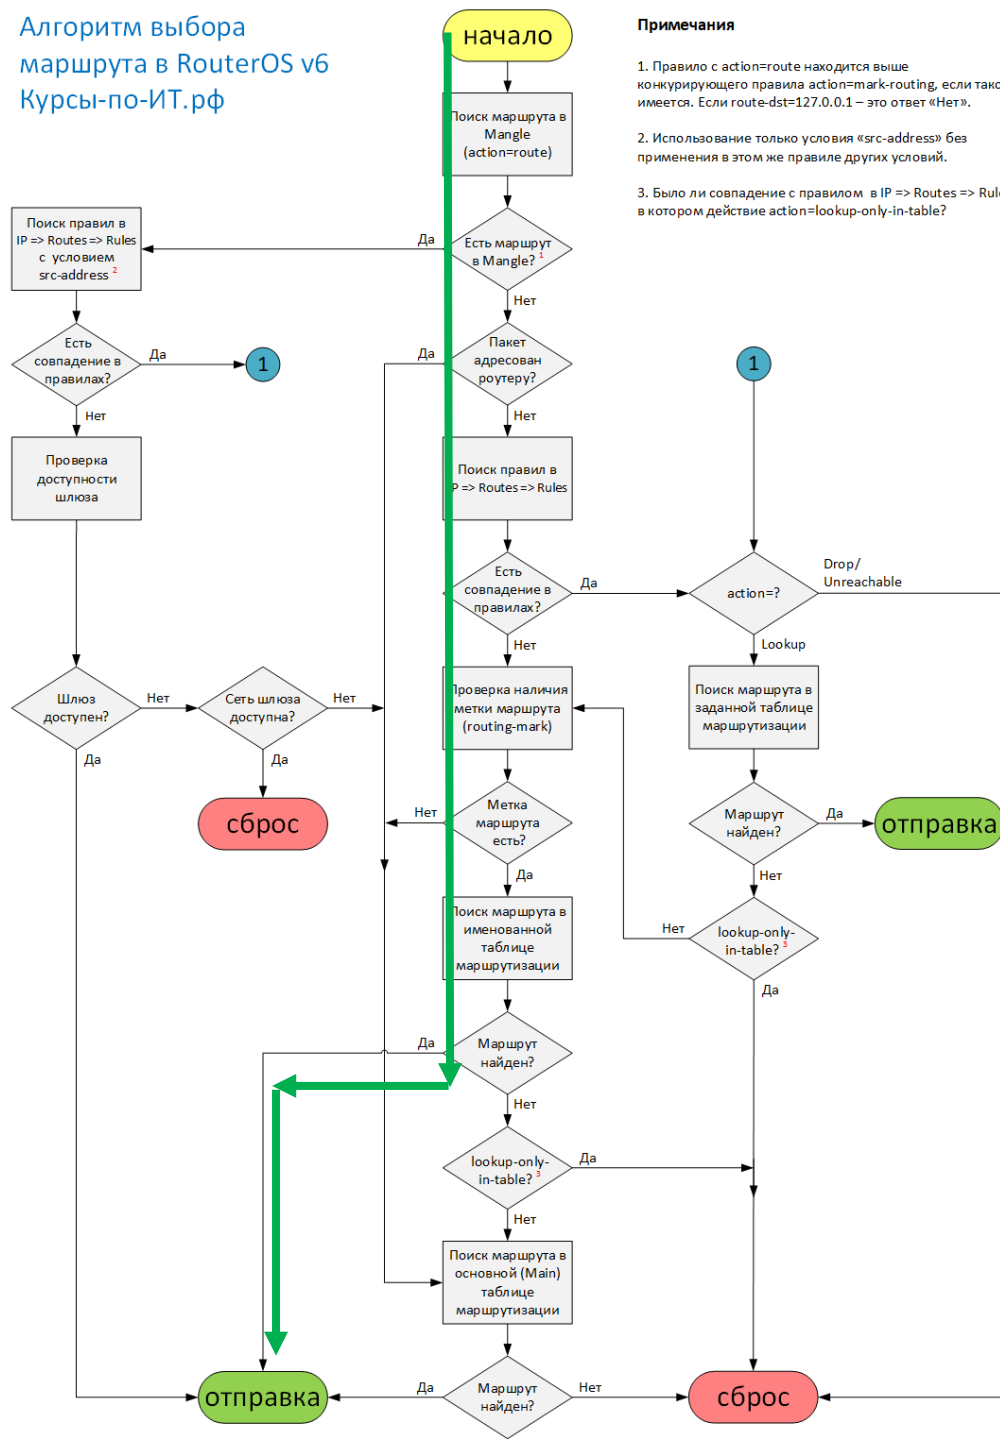 Алгоритм выбора
маршрута в RouterOS v6
Курсы-по-ИТ.рф
начало
Примечания
1. Правило с action=route находится выше
конкурирующего правила action=mark-routing, если тако
имеется. Если route-dst=127.0.0.1 – это ответ «Нет».
2. Использование только условия «src-address» без
применения в этом же правиле других условий.
3. Было ли совпадение с правилом в IP => Routes => Rul
в котором действие action=lookup-only-in-table?
Поиск маршрута в
Mangle
(action=route)
Есть маршрут
в Mangle? 1
Да
Нет
Поиск правил в
IP => Routes => Rules
с условием
src-address 2
Есть
совпадение в
правилах?
Да
1
Нет
Проверка
доступности
шлюза
Шлюз
доступен?
Нет
Да
Сеть шлюза
доступна?
Нет
Да
сброс
Пакет
адресован
роутеру?
Да
Нет
Поиск правил в
P => Routes => Rules
Есть
совпадение в
правилах?
Да
Нет
1
action=?
Drop/
Unreachable
Lookup
Поиск маршрута в
заданной таблице
маршрутизации
Маршрут
найден?
Да
отправка
Нет
lookup-only-
in-table? 3
Нет
Да
Проверка наличия
метки маршрута
(routing-mark)
Метка
маршрута
есть?
Нет
Да
Поиск маршрута в
именованной
таблице
маршрутизации
Маршрут
найден?
Да
Нет
lookup-only-
in-table? 3
Да
Нет
Поиск маршрута в
основной (Main)
таблице
маршрутизации
Маршрут
найден?
Да
Нет
отправка
сброс